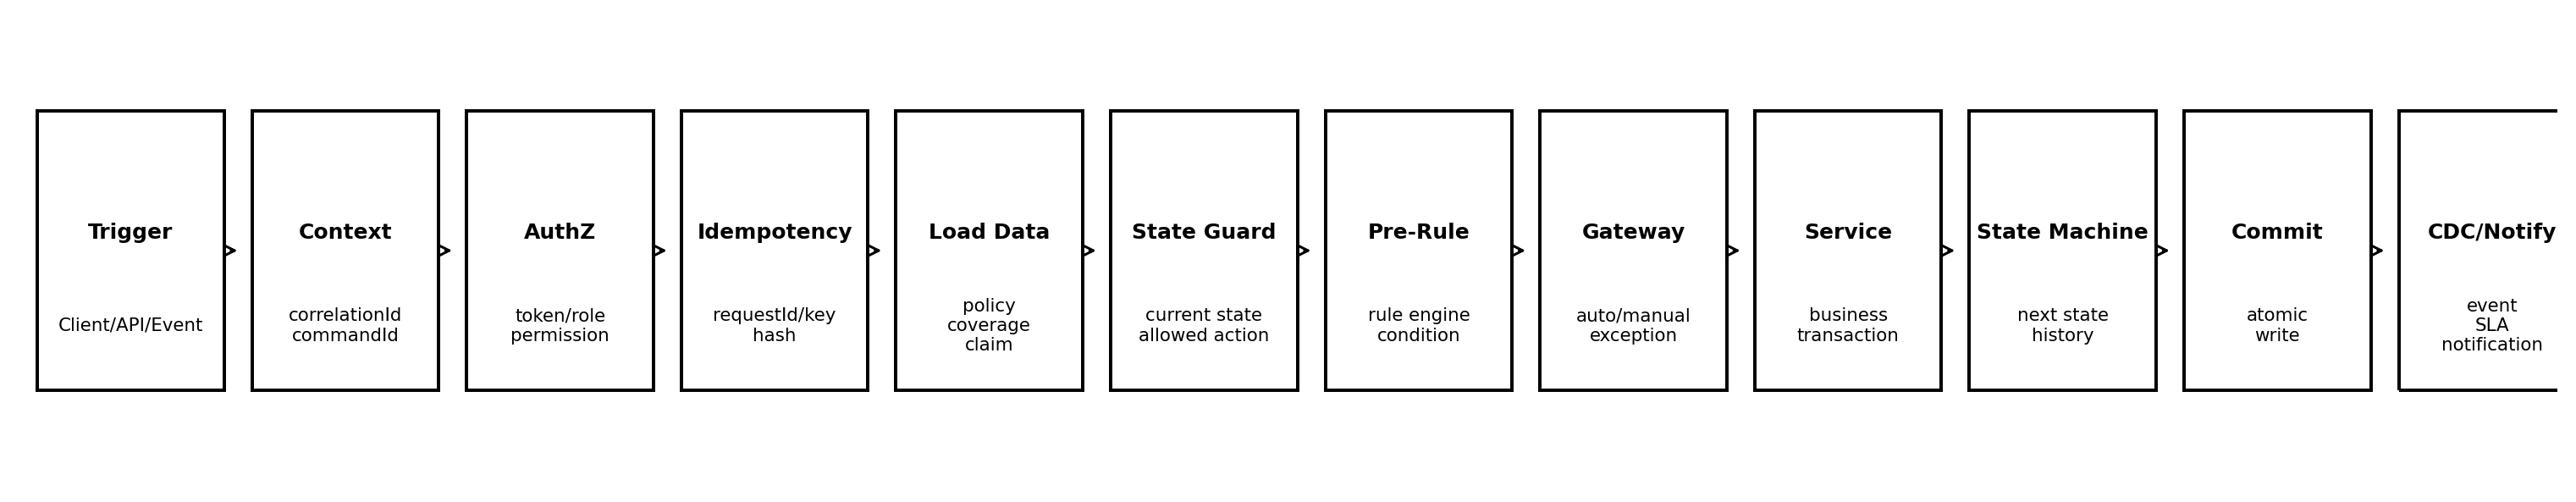 Trigger
Client/API/Event
Context
correlationId
commandId
AuthZ
token/role
permission
Idempotency
requestId/key
hash
Load Data
policy
coverage
claim
State Guard
current state
allowed action
Pre-Rule
rule engine
condition
Gateway
auto/manual
exception
Service
business
transaction
State Machine
next state
history
Commit
atomic
write
CDC/Notify
event
SLA
notification